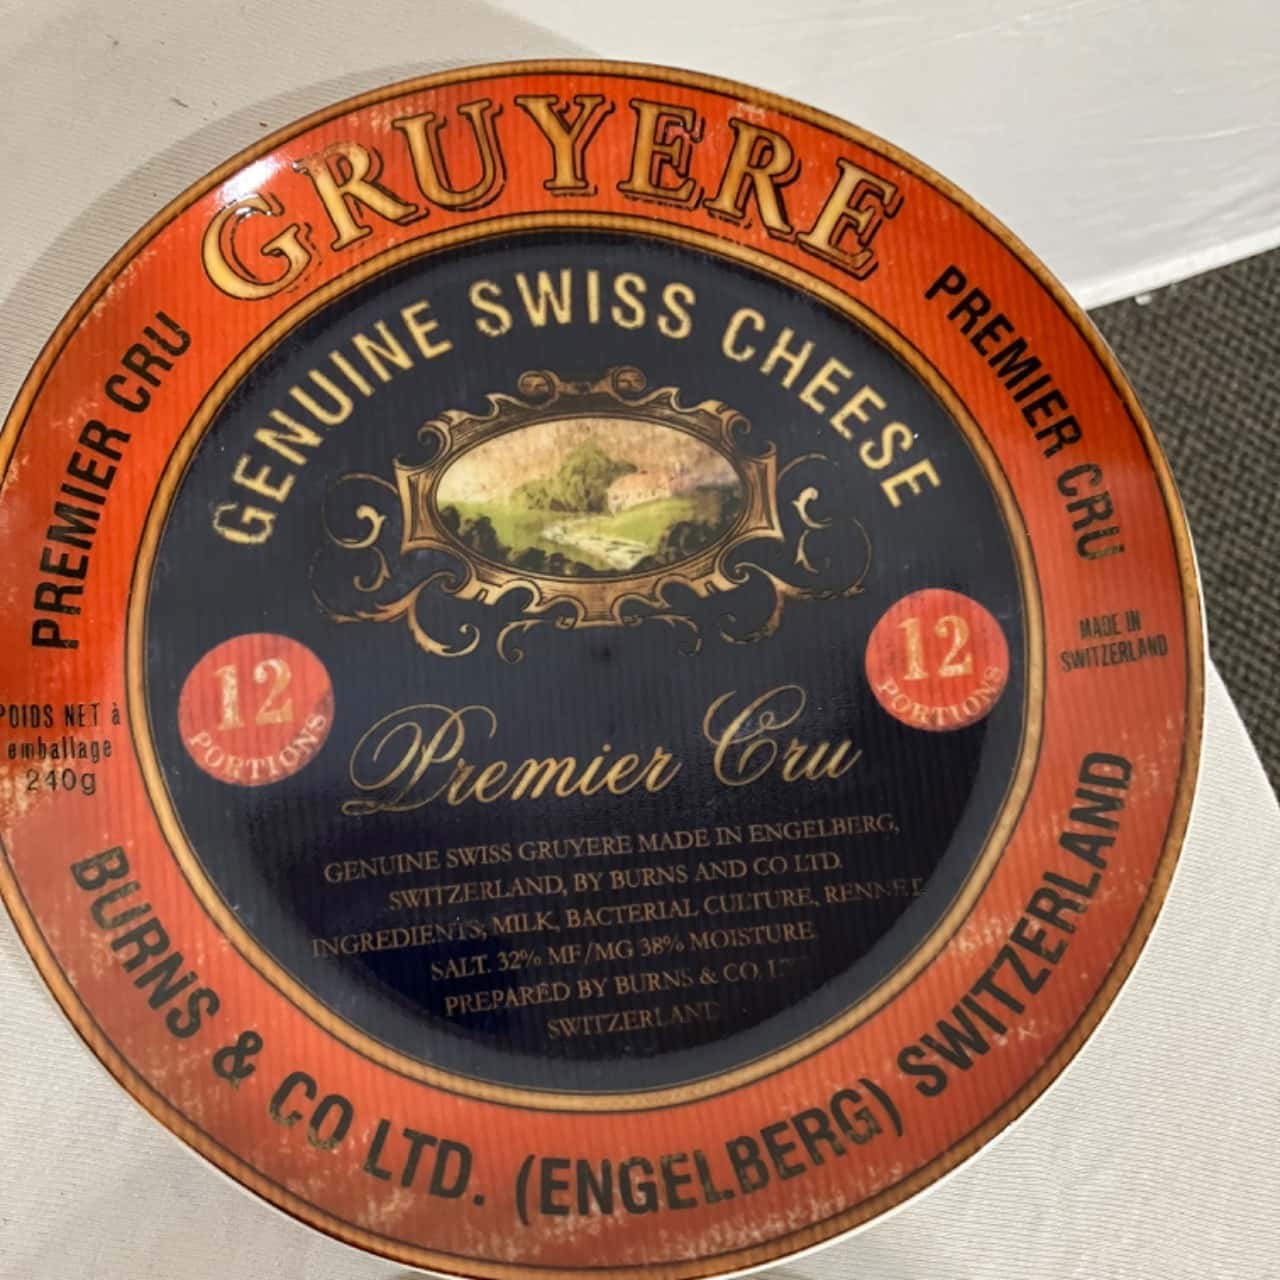 GRUYERE
PREMIER CRU
PREMIER CRU
GENUINE SWISS CHEESE
12
PORTIONS
12
PORTIONS
MADE IN
SWITZERLAND
POIDS NET à
emballage
240g
Premier Cru
GENUINE SWISS GRUYERE MADE IN ENGELBERG,
SWITZERLAND, BY BURNS AND CO LTD.
INGREDIENTS; MILK, BACTERIAL CULTURE, RENNET
SALT. 32% MF/MG 38% MOISTURE
PREPARED BY BURNS & CO.
SWITZERLAND
BURNS & CO LTD. (ENGELBERG) SWITZERLAND